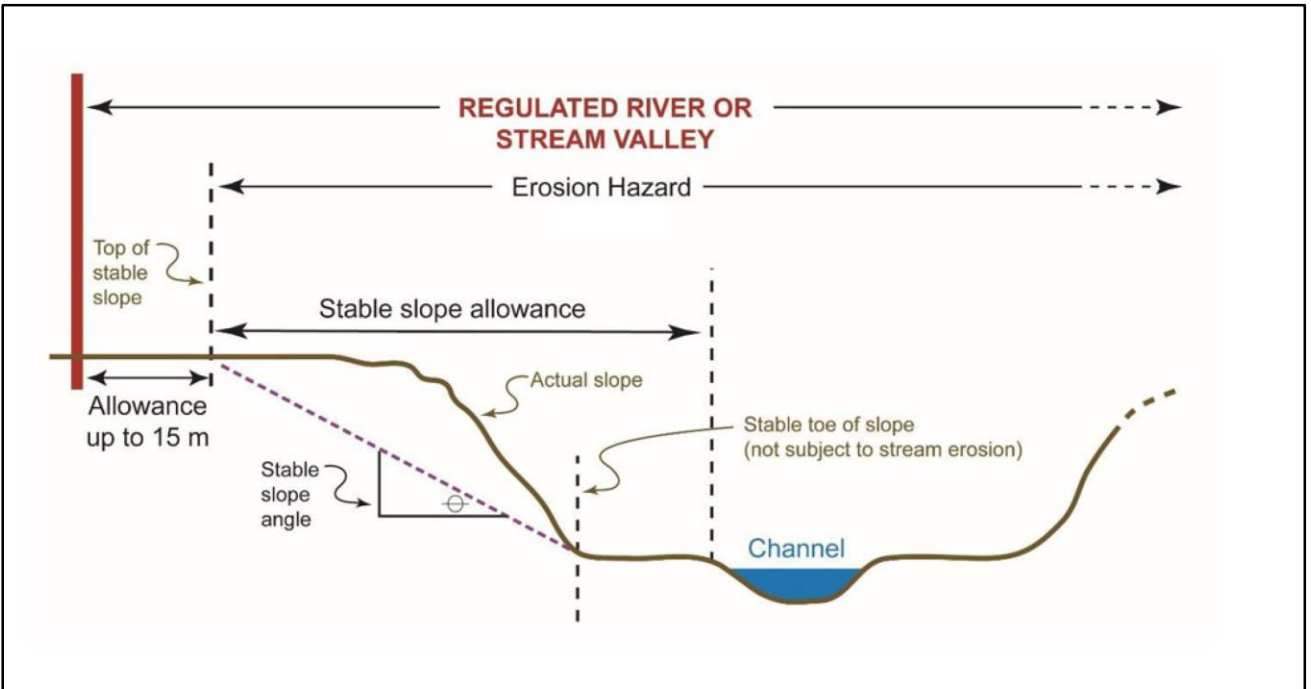 REGULATED RIVER OR
STREAM VALLEY
Erosion Hazard
Top of
stable
slope
Stable slope allowance
Actual slope
Allowance
up to 15 m
Stable toe of slope
(not subject to stream erosion)
Stable
slope
angle
Θ
Channel